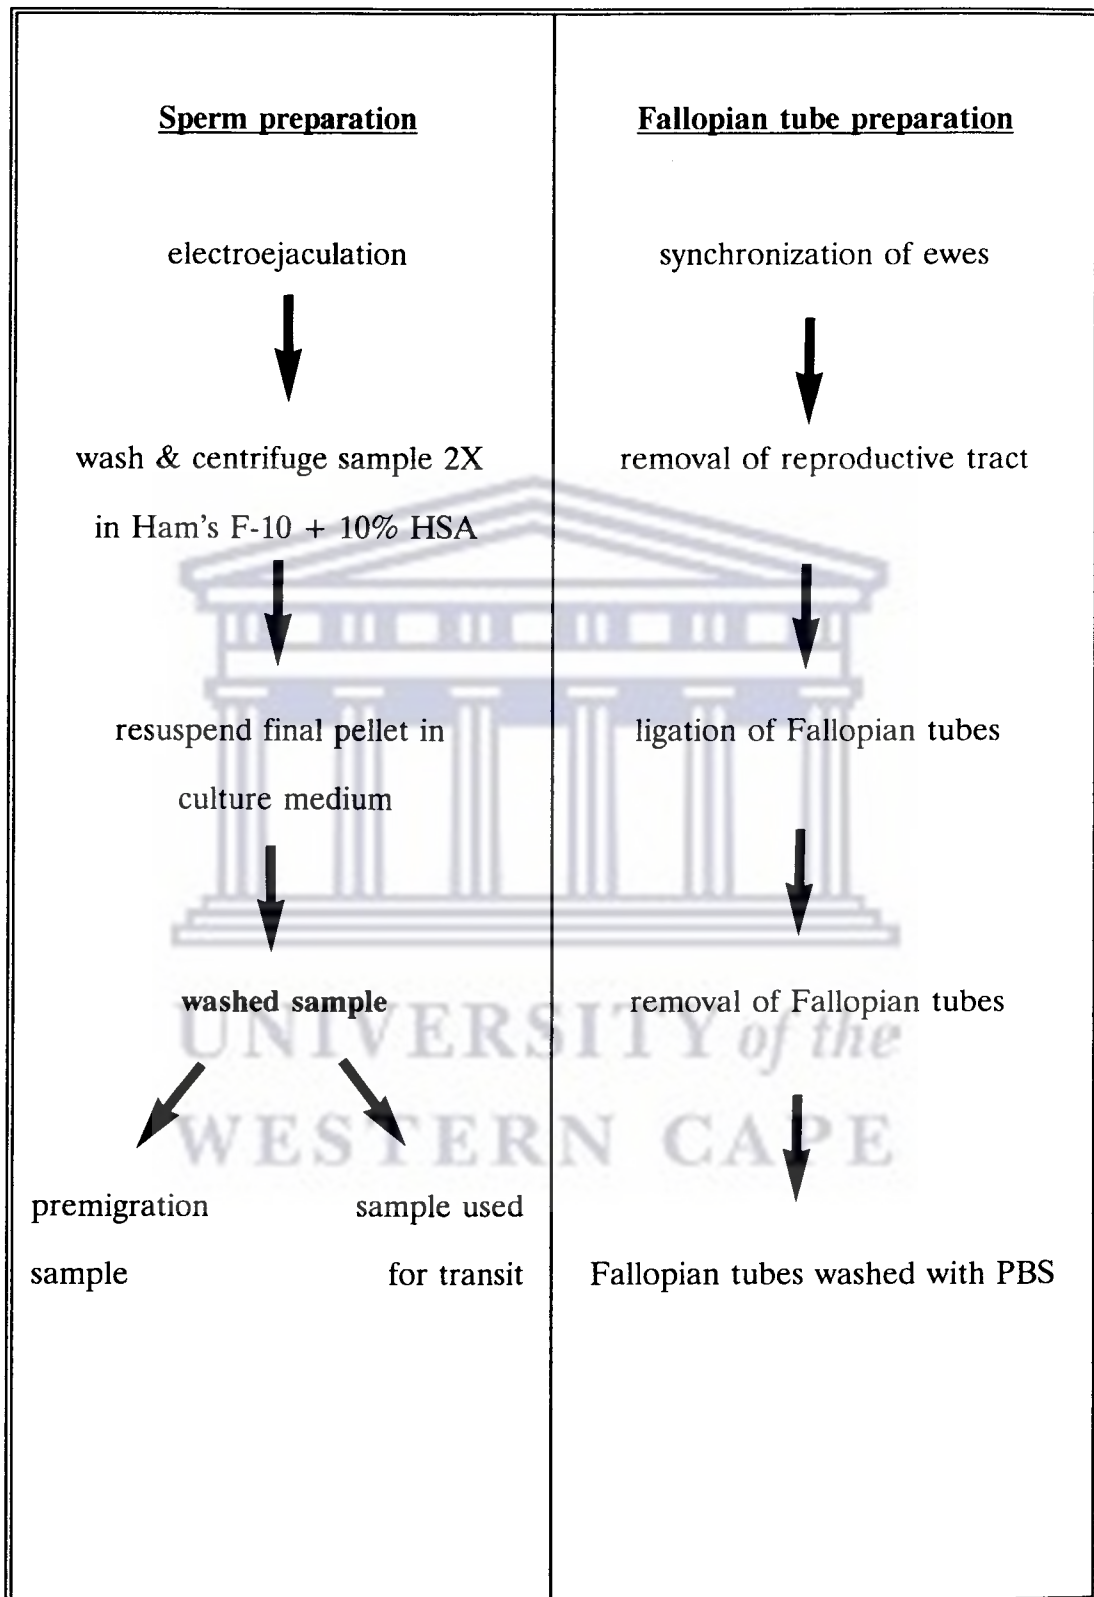 Sperm preparation
electroejaculation
wash & centrifuge sample 2X
in Ham's F-10 + 10% HSA
resuspend final pellet in
culture medium
washed sample
premigration sample used
sample for transit
Fallopian tube preparation
synchronization of ewes
removal of reproductive tract
ligation of Fallopian tubes
removal of Fallopian tubes
Fallopian tubes washed with PBS
UNIVERSITY of the
WESTERN CAPE